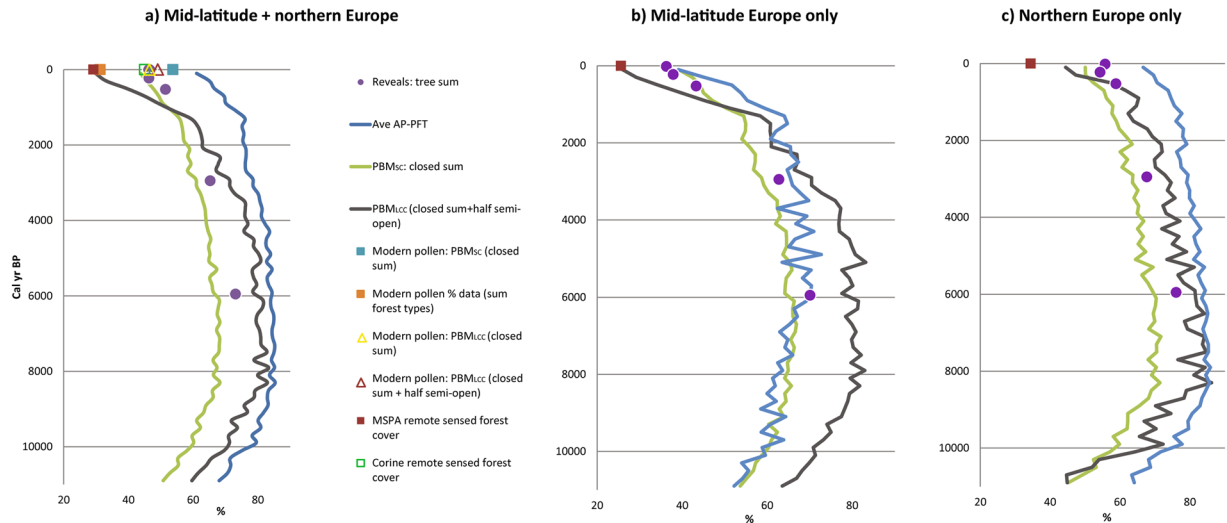 a) Mid-latitude + northern Europe
b) Mid-latitude Europe only
c) Northern Europe only
0
2000
4000
6000
8000
10000
Cal yr BP
20
40
60
80
%
Reveals: tree sum
Ave AP-PFT
PBMSC: closed sum
PBMLCC (closed sum+half semi-
open)
Modern pollen: PBMSC (closed
sum)
Modern pollen % data (sum
forest types)
Modern pollen: PBMLCC (closed
sum)
Modern pollen: PBMLCC (closed
sum + half semi-open)
MSPA remote sensed forest
cover
Corine remote sensed forest
cover
0
2000
4000
6000
8000
10000
20
40
60
80
%
0
2000
4000
6000
8000
10000
20
40
60
80
%